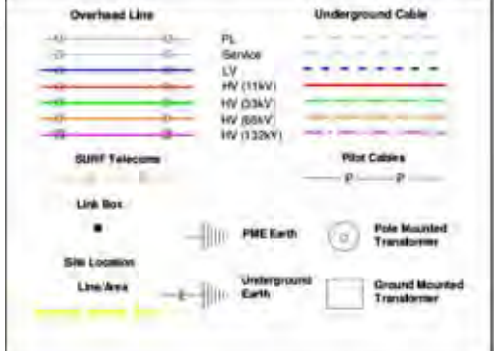 Overhead Line
Underground Cable
PL
Service
LV
HV (11kV)
HV (33kV)
HV (66kV)
HV (132kV)
SURF Telecoms
Pilot Cables
P P
Link Box
PME Earth
Pole Mounted
Transformer
Site Location
Line/Area
E
Underground
Earth
Ground Mounted
Transformer